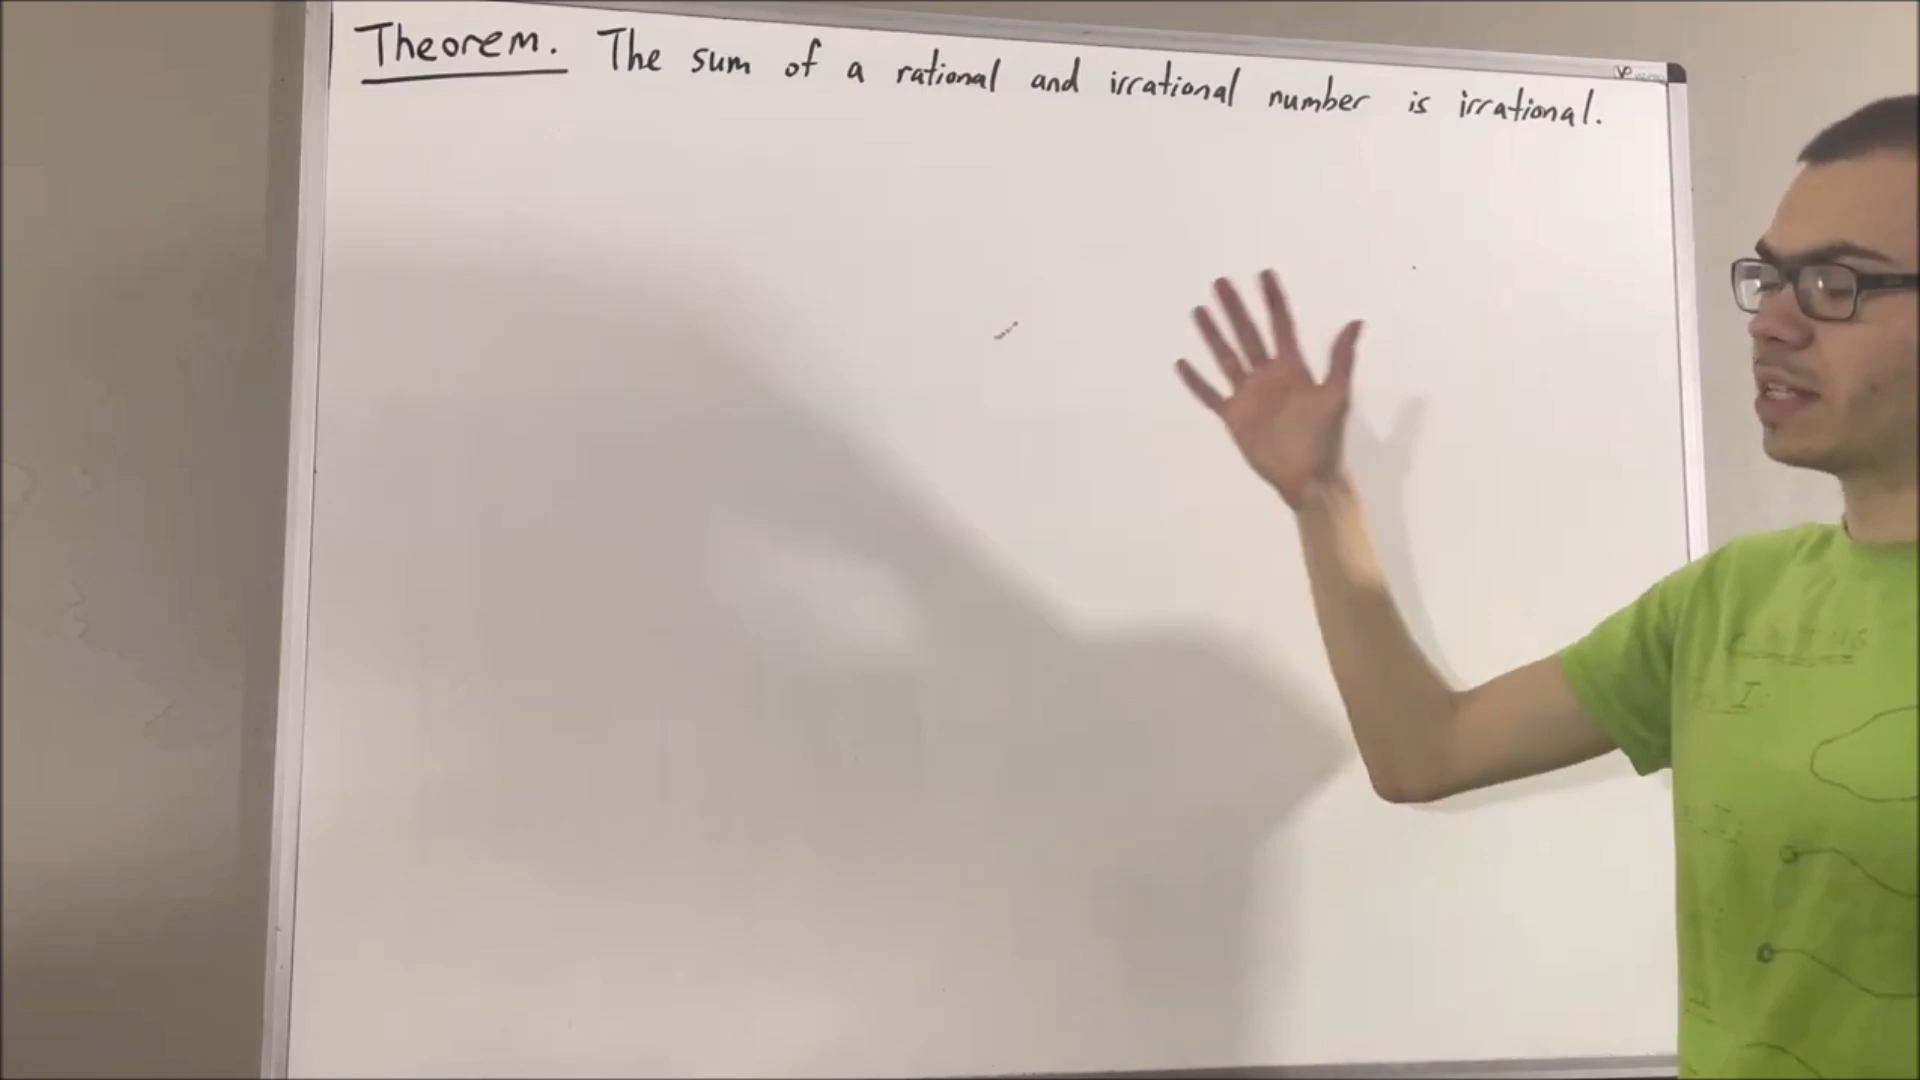 Theorem. The sum of a rational and irrational number is irrational.